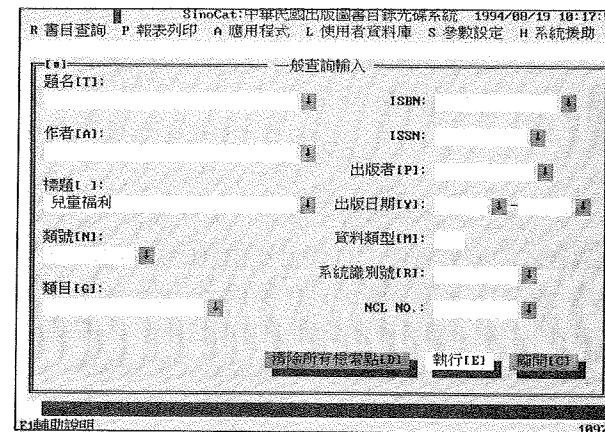 SinoCat:中華民國出版圖書目錄光碟系統 1994/08/19 10:17:
R 書目查詢 P 報表列印 A 應用程式 L 使用者資料庫 S 參數設定 H 系統援助
[■] 一般查詢輸入
題名[T]:
ISBN:
作者[A]:
ISSN:
出版者[P]:
標題[ ]:
兒童福利
出版日期[Y]: -
類號[N]:
資料類型[M]:
系統識別號[R]:
類目[G]:
NCL NO.:
清除所有檢索點[D] 執行[E] 離開[C]
F1輔助說明 1092